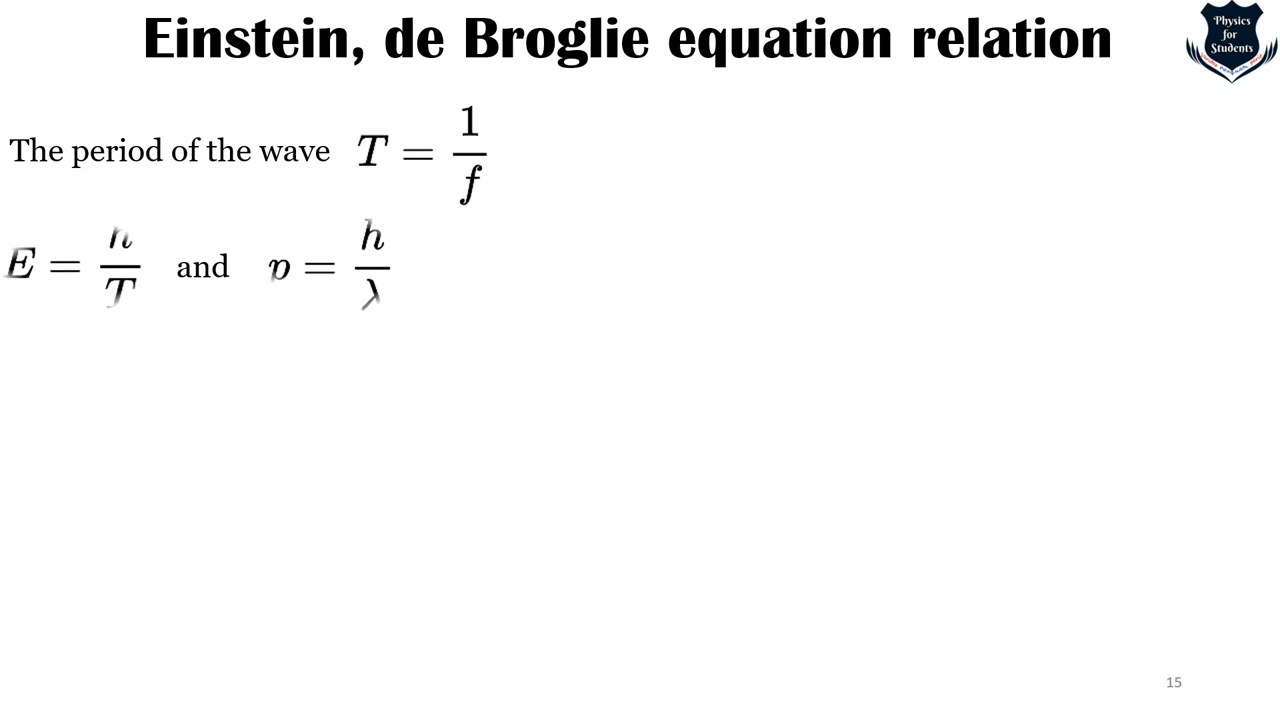 Einstein, de Broglie equation relation
Physics
for
Students
The period of the wave T = 1/f
E = h/T and p = h/λ
15